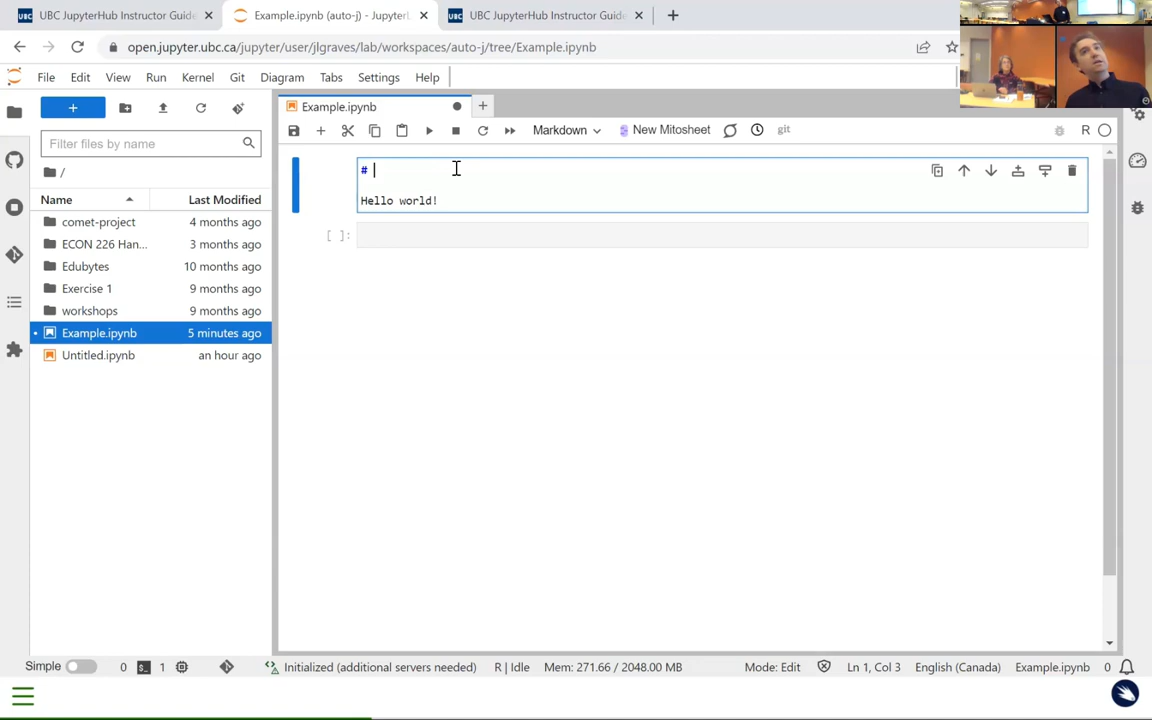 UBC JupyterHub Instructor Guide
Example.ipynb (auto-j) - JupyterL
UBC JupyterHub Instructor Guide
open.jupyter.ubc.ca/jupyter/user/jlgraves/lab/workspaces/auto-j/tree/Example.ipynb
File Edit View Run Kernel Git Diagram Tabs Settings Help
Example.ipynb
Filter files by name
Markdown New Mitosheet git R
/
# 
Name Last Modified
Hello world!
comet-project 4 months ago
[ ]:
ECON 226 Han... 3 months ago
Edubytes 10 months ago
Exercise 1 9 months ago
workshops 9 months ago
Example.ipynb 5 minutes ago
Untitled.ipynb an hour ago
Simple 0 1 Initialized (additional servers needed) R | Idle Mem: 271.66 / 2048.00 MB Mode: Edit Ln 1, Col 3 English (Canada) Example.ipynb 0